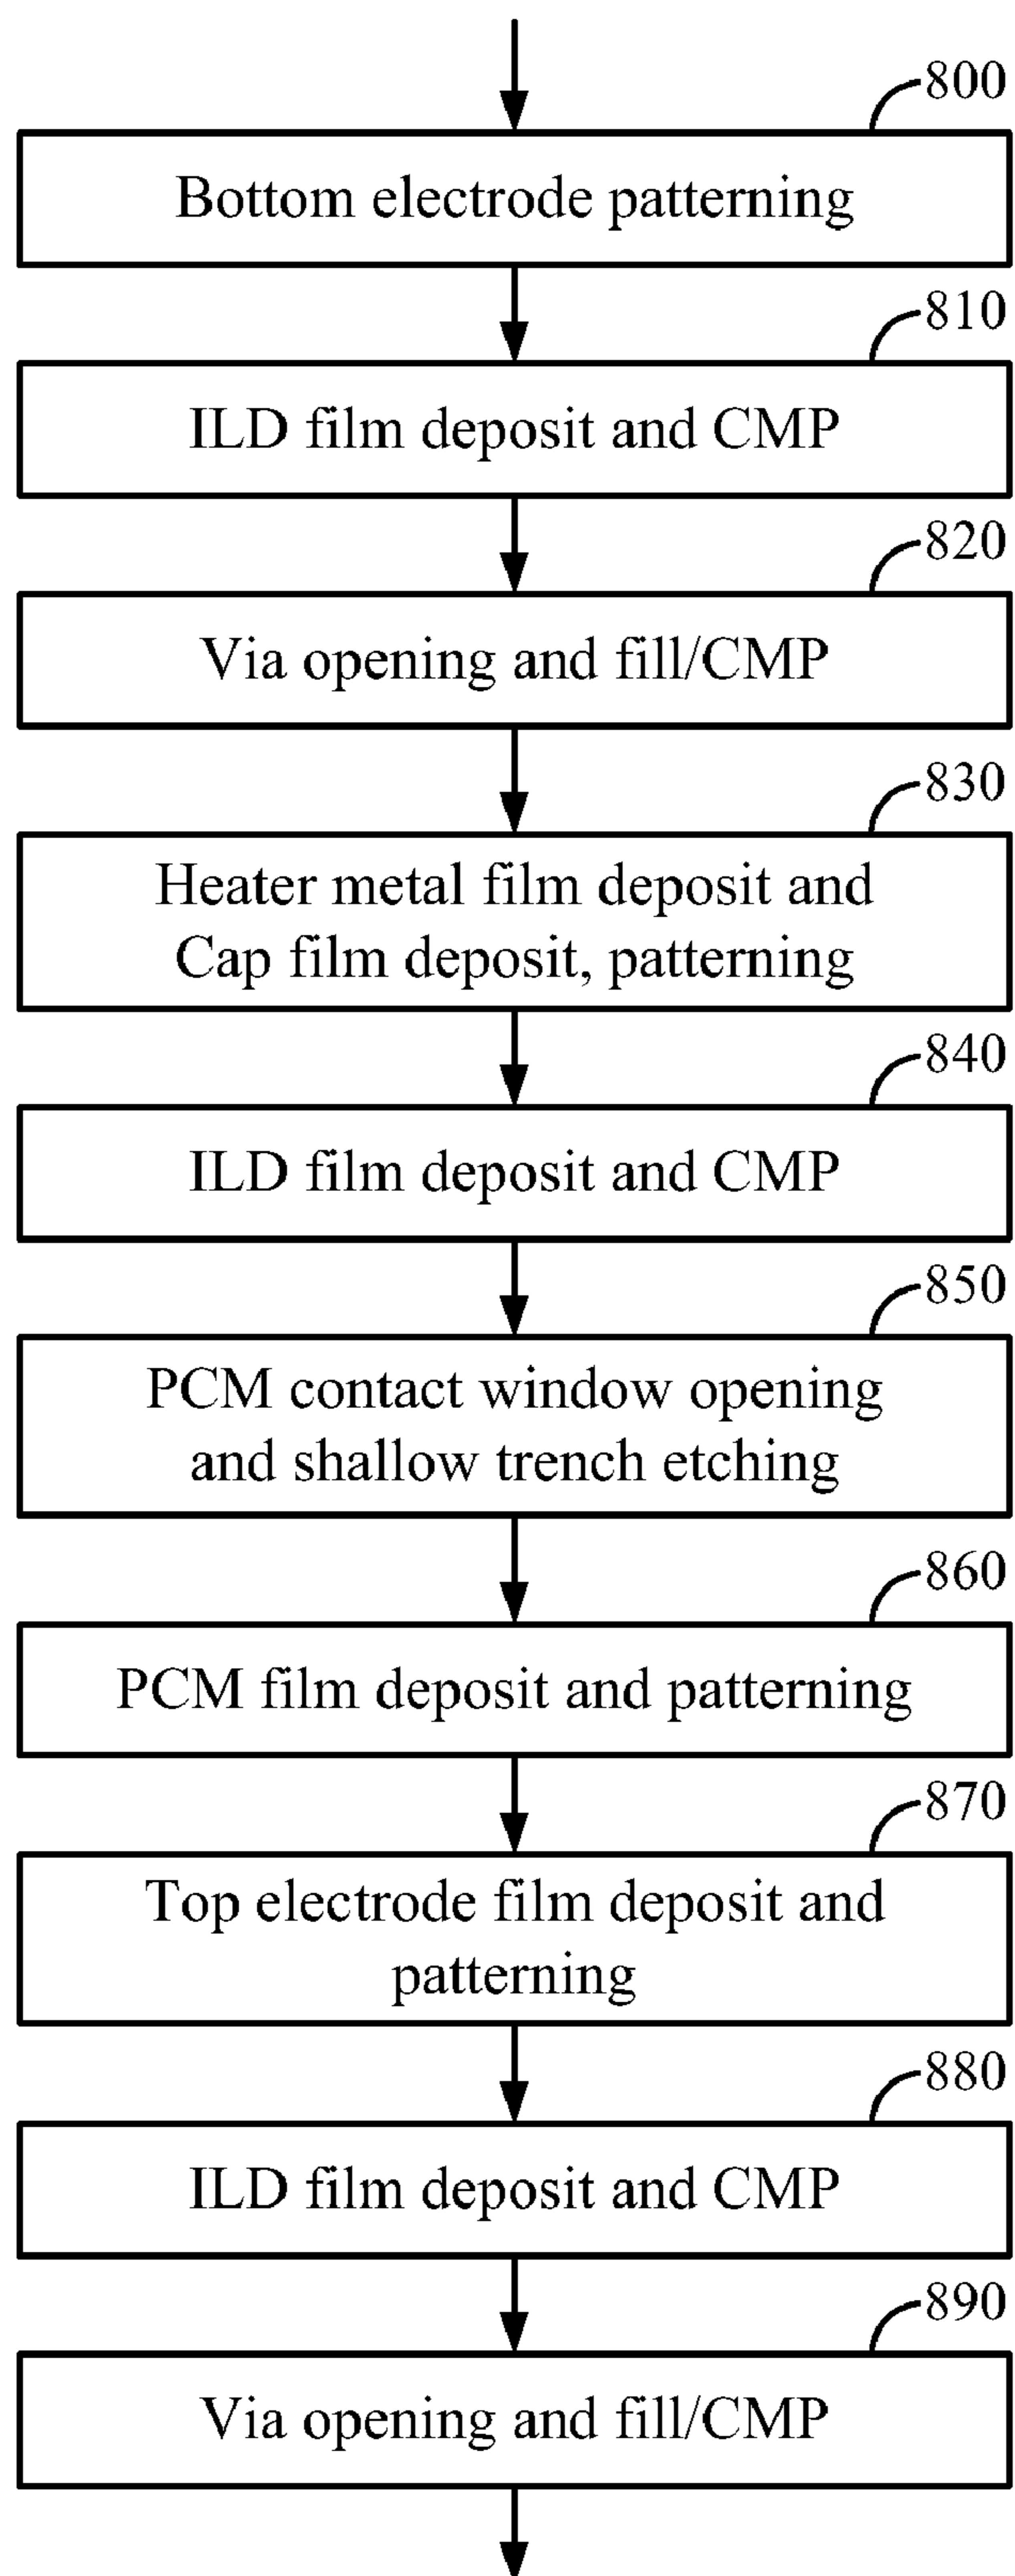 800
Bottom electrode patterning
810
ILD film deposit and CMP
820
Via opening and fill/CMP
830
Heater metal film deposit and
Cap film deposit, patterning
840
ILD film deposit and CMP
850
PCM contact window opening
and shallow trench etching
860
PCM film deposit and patterning
870
Top electrode film deposit and
patterning
880
ILD film deposit and CMP
890
Via opening and fill/CMP